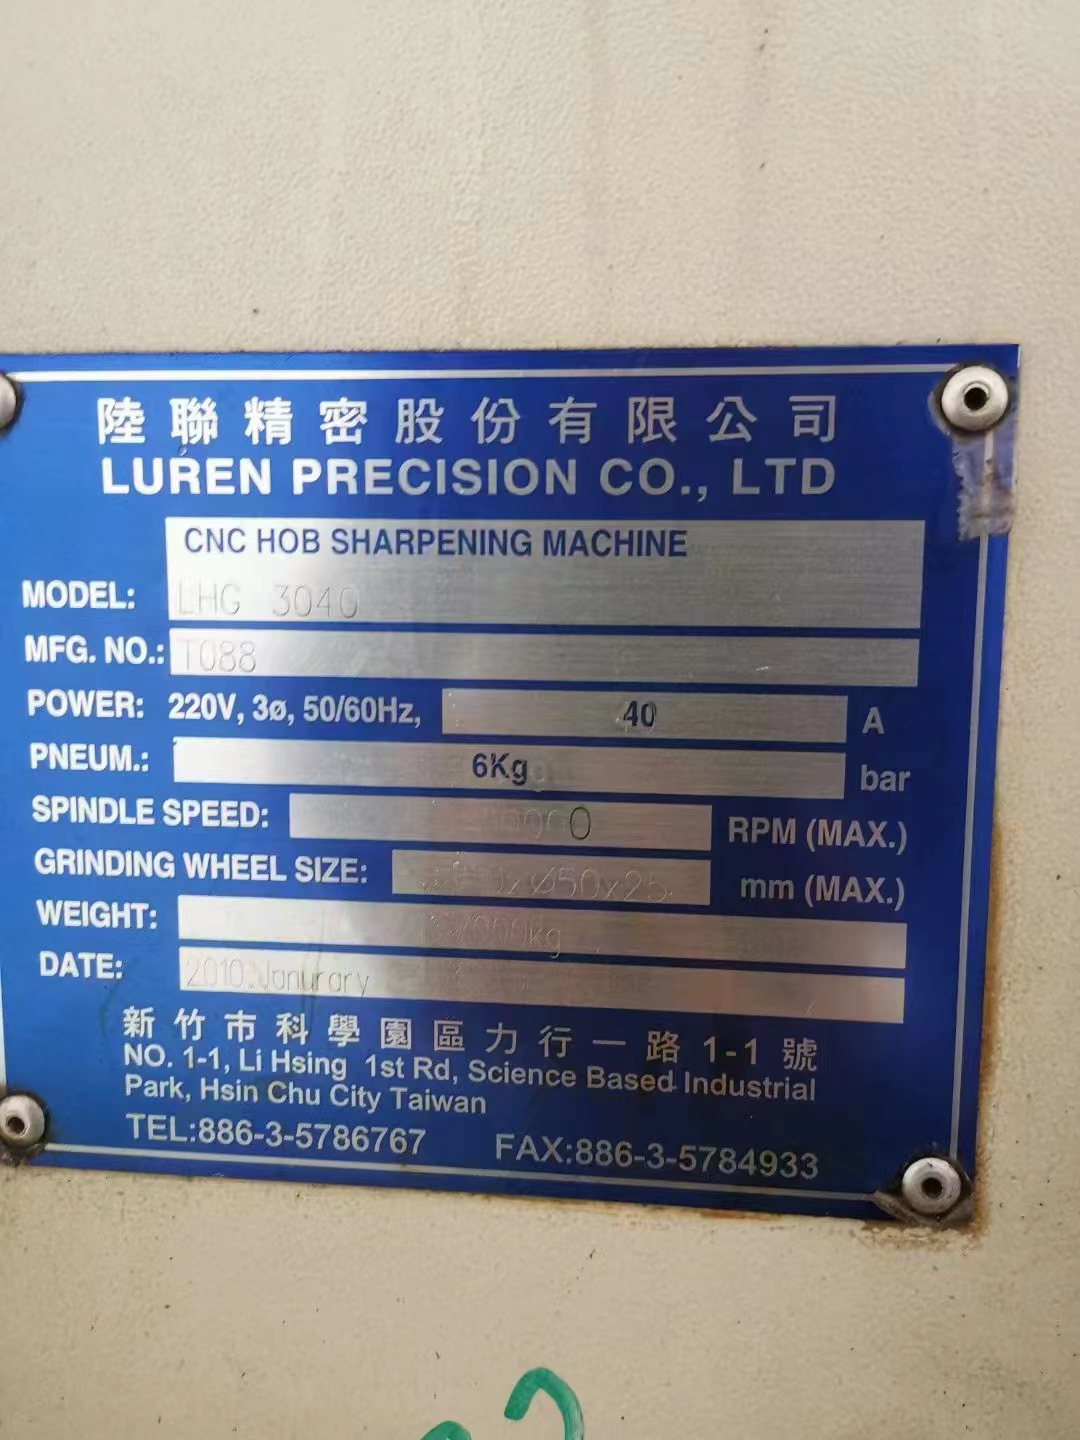 陸聯精密股份有限公司
LUREN PRECISION CO., LTD
CNC HOB SHARPENING MACHINE
MODEL: LHG 3040
MFG. NO.: T088
POWER: 220V, 3ø, 50/60Hz, 40 A
PNEUM.: 6Kg bar
SPINDLE SPEED: RPM (MAX.)
GRINDING WHEEL SIZE: mm (MAX.)
WEIGHT:
DATE: 2010.Janurary
新竹市科學園區力行一路1-1號
NO. 1-1, Li Hsing 1st Rd, Science Based Industrial
Park, Hsin Chu City Taiwan
TEL:886-3-5786767 FAX:886-3-5784933